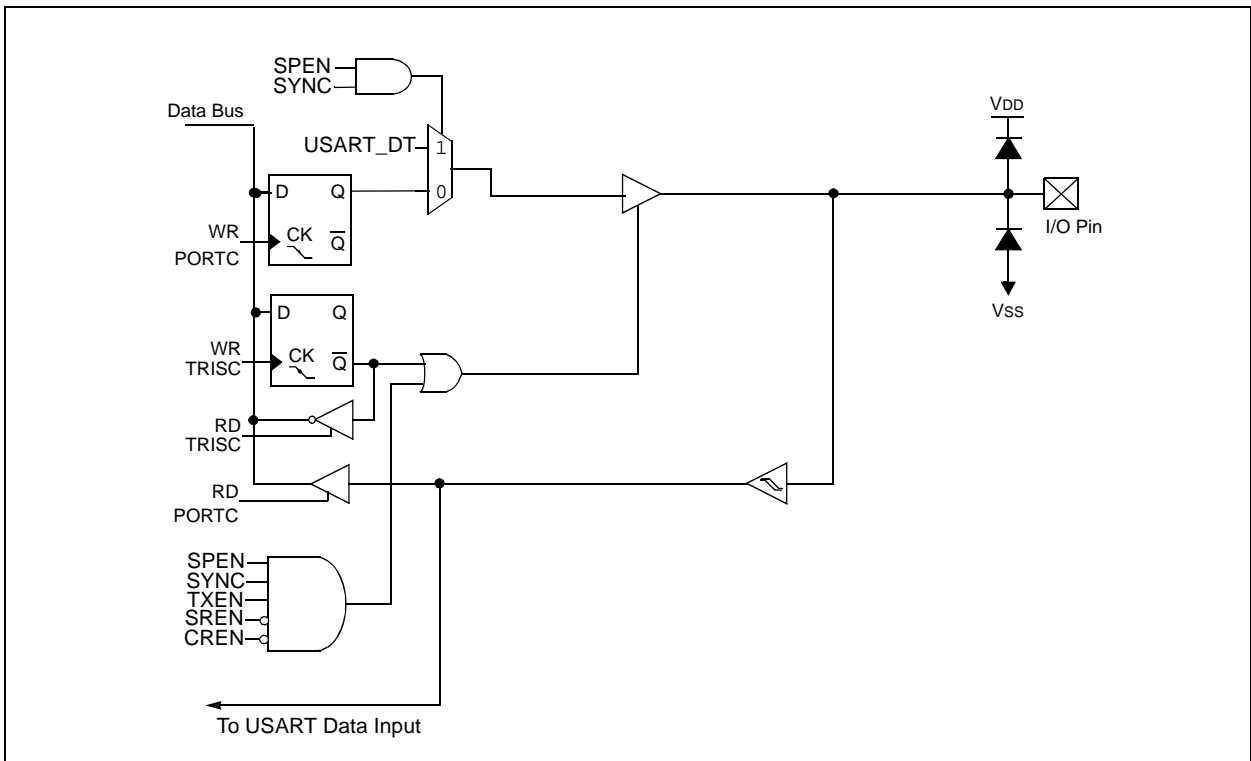 SPEN
SYNC
Data Bus
VDD
USART_DT
1
D
Q
0
I/O Pin
WR
PORTC
CK
Q̅
VSS
D
Q
WR
TRISC
CK
Q̅
RD
TRISC
RD
PORTC
SPEN
SYNC
TXEN
SREN
CREN
To USART Data Input